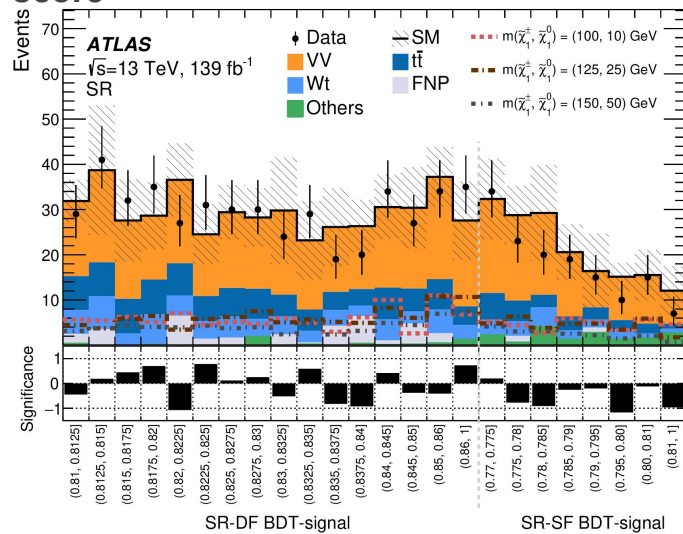 Events
70
60
50
40
30
20
10
ATLAS
√s=13 TeV, 139 fb⁻¹
SR
Data
SM
VV
tt̄
Wt
FNP
Others
m(χ̃₁±, χ̃₁⁰) = (100, 10) GeV
m(χ̃₁±, χ̃₁⁰) = (125, 25) GeV
m(χ̃₁±, χ̃₁⁰) = (150, 50) GeV
Significance
1
0
−1
(0.81, 0.8125]
(0.8125, 0.815]
(0.815, 0.8175]
(0.8175, 0.82]
(0.82, 0.8225]
(0.8225, 0.825]
(0.825, 0.8275]
(0.8275, 0.83]
(0.83, 0.8325]
(0.8325, 0.835]
(0.835, 0.8375]
(0.8375, 0.84]
(0.84, 0.845]
(0.845, 0.85]
(0.85, 0.86]
(0.86, 1]
(0.77, 0.775]
(0.775, 0.78]
(0.78, 0.785]
(0.785, 0.79]
(0.79, 0.795]
(0.795, 0.80]
(0.80, 0.81]
(0.81, 1]
SR-DF BDT-signal
SR-SF BDT-signal